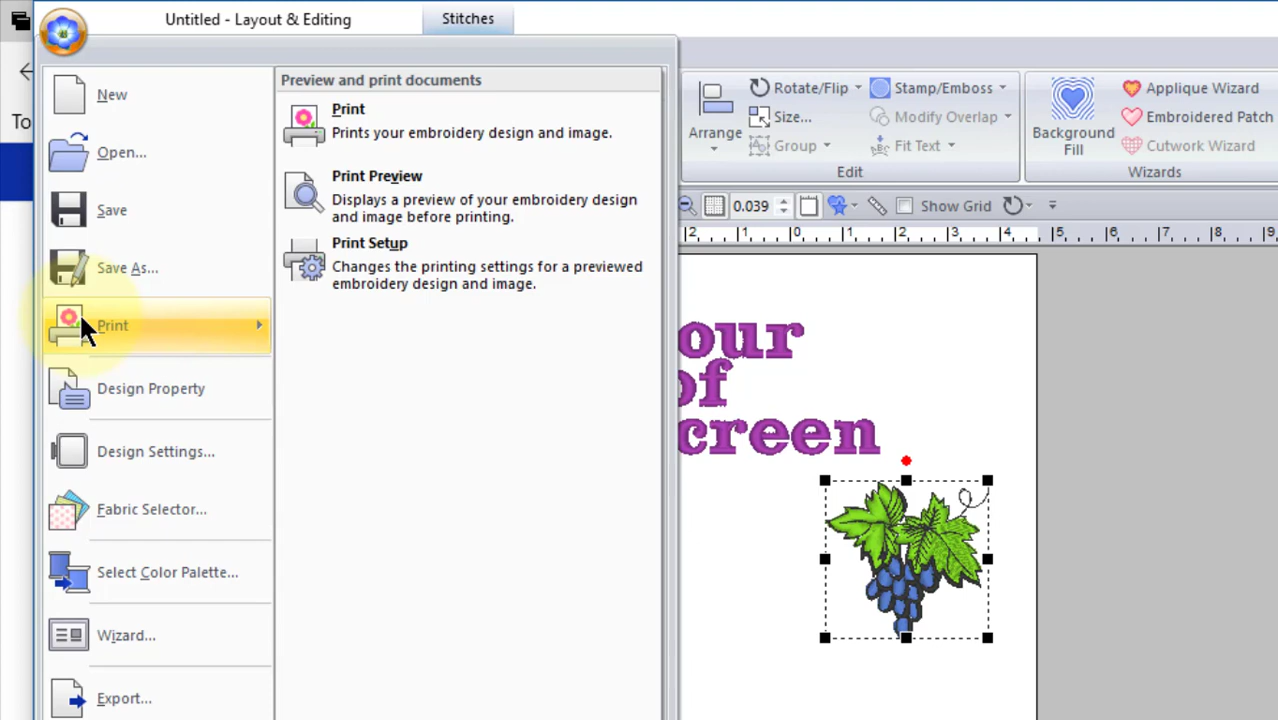 Untitled - Layout & Editing
Stitches
To
New
Open...
Save
Save As...
Print
Design Property
Design Settings...
Fabric Selector...
Select Color Palette...
Wizard...
Export...
Preview and print documents
Print
Prints your embroidery design and image.
Print Preview
Displays a preview of your embroidery design
and image before printing.
Print Setup
Changes the printing settings for a previewed
embroidery design and image.
Arrange
Rotate/Flip
Size...
Group
Stamp/Emboss
Modify Overlap
Fit Text
Edit
Background
Fill
Applique Wizard
Embroidered Patch
Cutwork Wizard
Wizards
0.039
Show Grid
2 1 0 1 2 3 4 5 6 7 8 9
our
of
creen